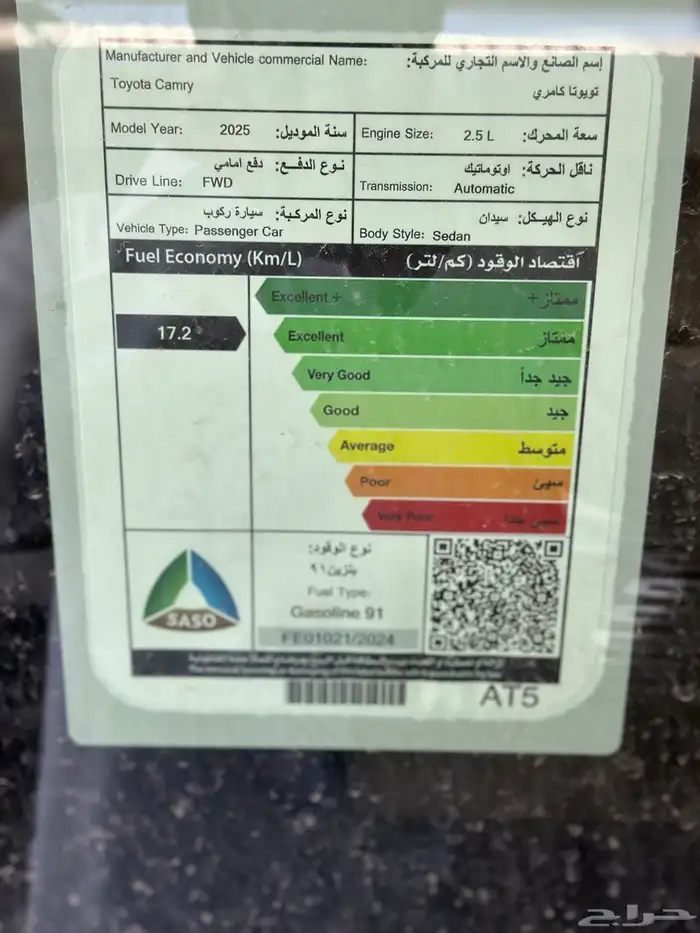 Manufacturer and Vehicle commercial Name: إسم الصانع والاسم التجاري للمركبة:
Toyota Camry تويوتا كامري
Model Year: 2025 سنة الموديل:
Engine Size: 2.5 L سعة المحرك:
نوع الدفع: دفع امامي
Drive Line: FWD
ناقل الحركة: اوتوماتيك
Transmission: Automatic
نوع المركبة: سيارة ركوب
Vehicle Type: Passenger Car
نوع الهيكل: سيدان
Body Style: Sedan
Fuel Economy (Km/L) آقتصاد الوقود (كم/لتر)
Excellent + ممتاز +
17.2
Excellent ممتاز
Very Good جيد جداً
Good جيد
Average متوسط
Poor سيئ
Very Poor سيئ جدا
نوع الوقود:
بنزين ٩١
Fuel Type:
Gasoline 91
FE01021/2024
SASO
AT5
حراج